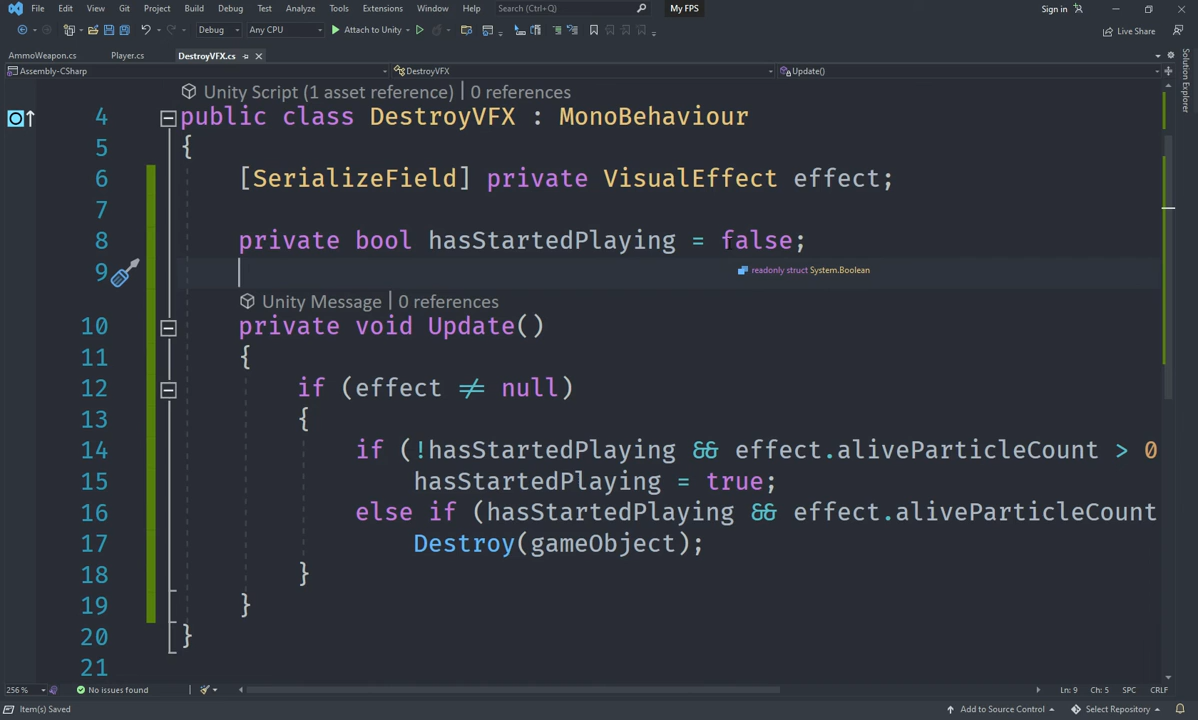 File Edit View Git Project Build Debug Test Analyze Tools Extensions Window Help Search (Ctrl+Q) My FPS Sign in
Debug Any CPU Attach to Unity Live Share
AmmoWeapon.cs Player.cs DestroyVFX.cs
Assembly-CSharp DestroyVFX Update()
Solution Explorer
Unity Script (1 asset reference) | 0 references
4 public class DestroyVFX : MonoBehaviour
5 {
6 [SerializeField] private VisualEffect effect;
7
8 private bool hasStartedPlaying = false;
9 readonly struct System.Boolean
Unity Message | 0 references
10 private void Update()
11 {
12 if (effect ≠ null)
13 {
14 if (!hasStartedPlaying && effect.aliveParticleCount > 0
15 hasStartedPlaying = true;
16 else if (hasStartedPlaying && effect.aliveParticleCount
17 Destroy(gameObject);
18 }
19 }
20 }
21
256 % No issues found Ln: 9 Ch: 5 SPC CRLF
Item(s) Saved Add to Source Control Select Repository